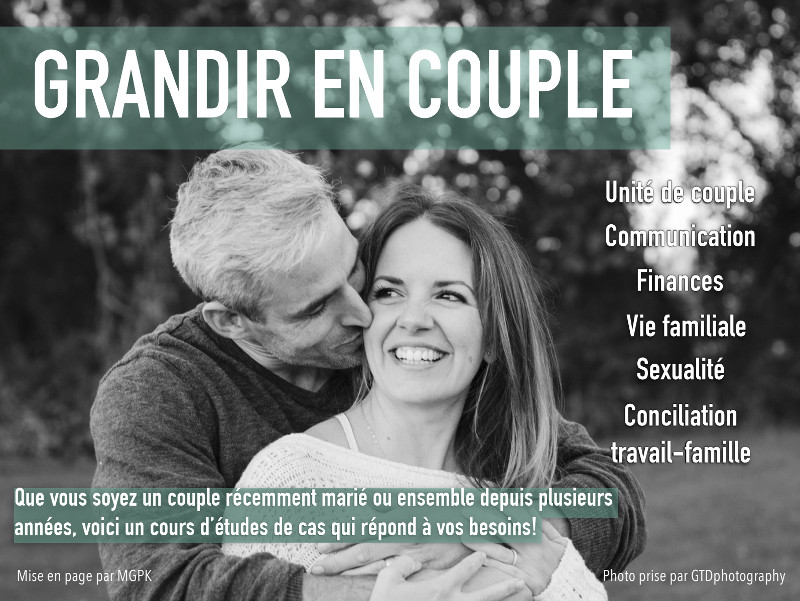 GRANDIR EN COUPLE
Unité de couple
Communication
Finances
Vie familiale
Sexualité
Conciliation
travail-famille
Que vous soyez un couple récemment marié ou ensemble depuis plusieurs
années, voici un cours d'études de cas qui répond à vos besoins!
Mise en page par MGPK
Photo prise par GTDphotography